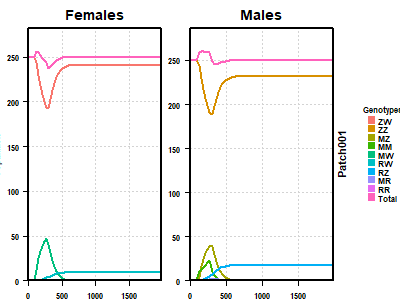 Females
Males
250
200
150
100
50
0
0
500
1000
1500
250
200
150
100
50
0
0
500
1000
1500
Patch001
Genotypes
ZW
ZZ
MZ
MM
MW
RW
RZ
MR
RR
Total